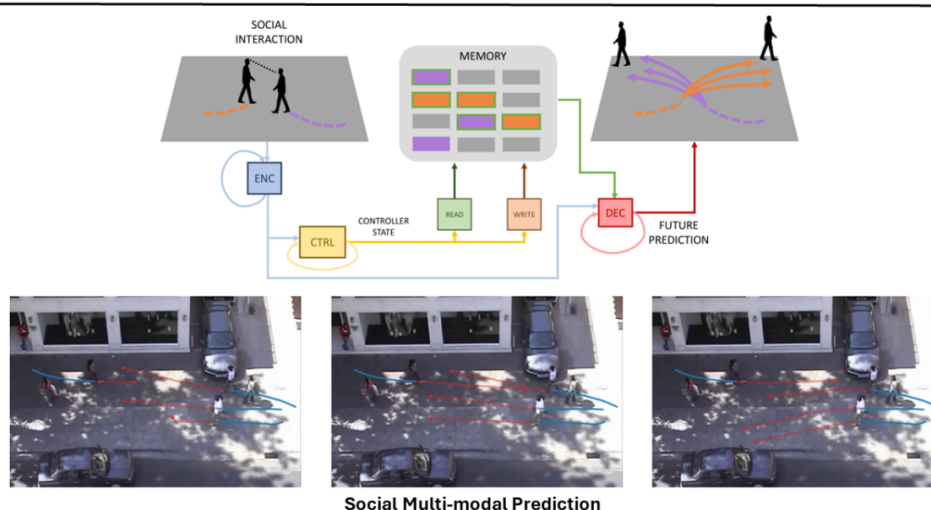 SOCIAL
INTERACTION
MEMORY
ENC
CTRL
CONTROLLER
STATE
READ
WRITE
DEC
FUTURE
PREDICTION
Social Multi-modal Prediction